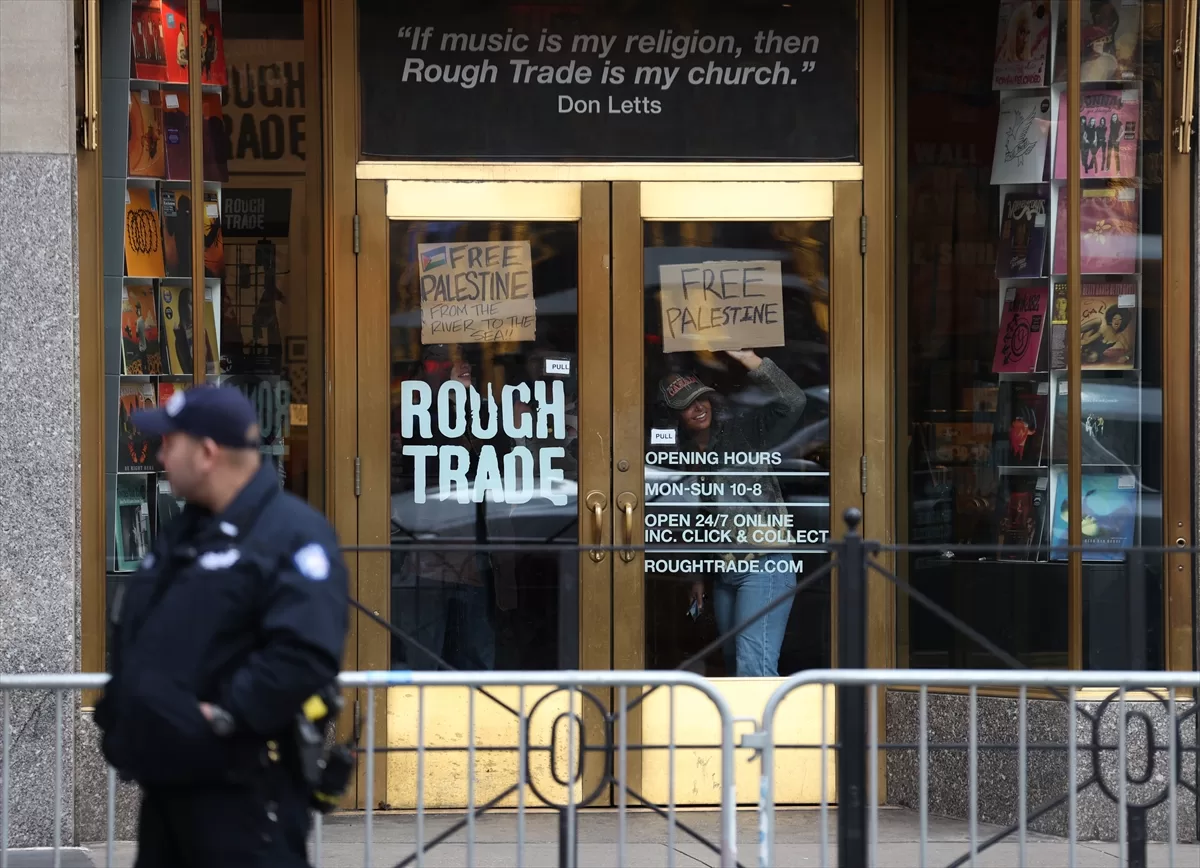 “If music is my religion, then
Rough Trade is my church.”
Don Letts
ROUGH
TRADE
ROUGH
TRADE
FREE
PALESTINE
FROM THE
RIVER TO THE
SEA"
FREE
PALESTINE
PULL
ROUGH
TRADE
PULL
OPENING HOURS
MON-SUN 10-8
OPEN 24/7 ONLINE
INC. CLICK & COLLECT
ROUGHTRADE.COM